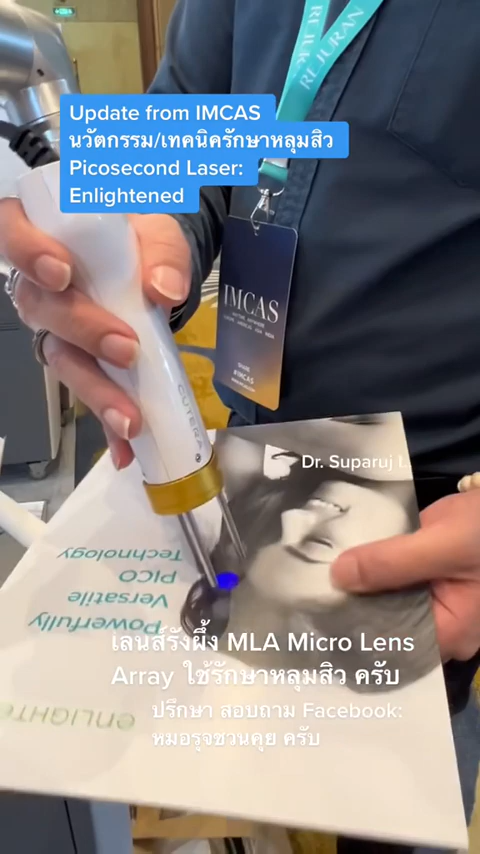 Update from IMCAS
นวัตกรรม/เทคนิครักษาหลุมสิว
Picosecond Laser:
Enlightened
REJURAN
IMCAS
#IMCAS
CUTERA
Dr. Suparuj L.
Powerfully
Versatile
PICO
Technology
เลนส์รังผึ้ง MLA Micro Lens
Array ใช้รักษาหลุมสิว ครับ
ปรึกษา สอบถาม Facebook:
หมอรุจชวนคุย ครับ